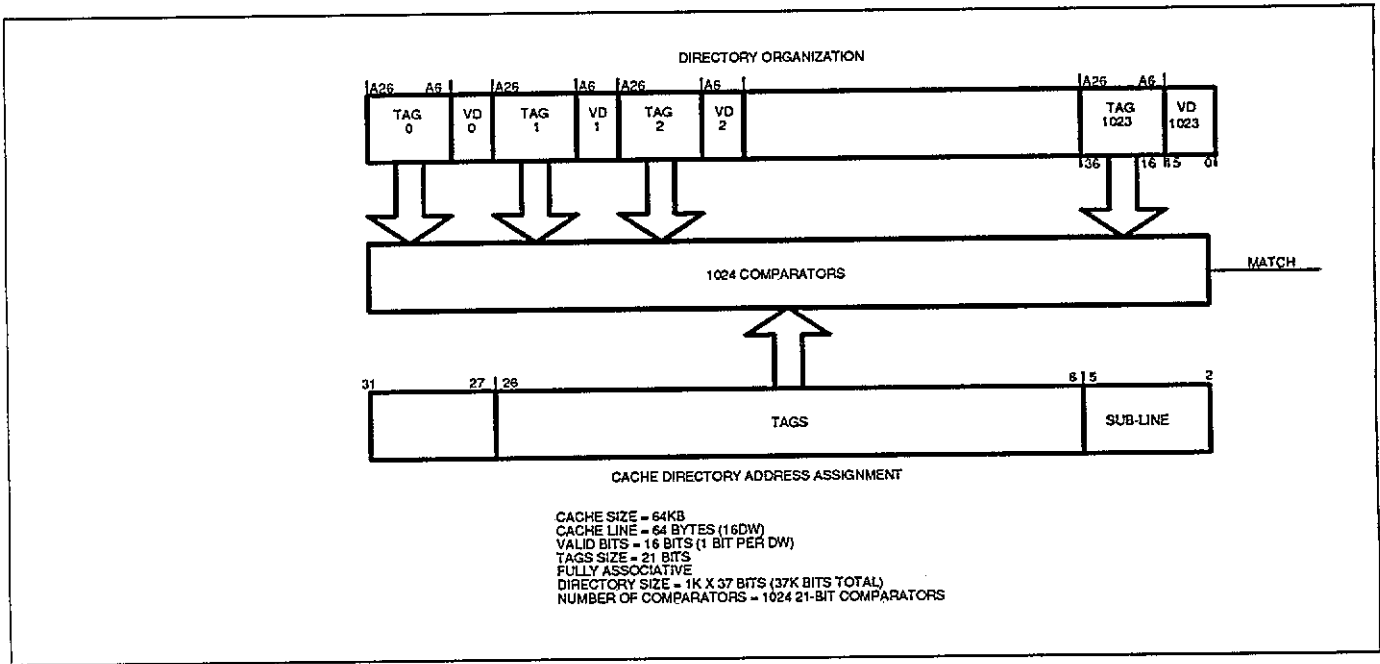 DIRECTORY ORGANIZATION
A26 A6 A26 A6 A26 A6 A26 A6
TAG 0 VD 0 TAG 1 VD 1 TAG 2 VD 2 TAG 1023 VD 1023
36 16 15 0
1024 COMPARATORS
MATCH
31 27 26 6 5 2
TAGS SUB-LINE
CACHE DIRECTORY ADDRESS ASSIGNMENT
CACHE SIZE = 64KB
CACHE LINE = 64 BYTES (16DW)
VALID BITS = 16 BITS (1 BIT PER DW)
TAGS SIZE = 21 BITS
FULLY ASSOCIATIVE
DIRECTORY SIZE = 1K X 37 BITS (37K BITS TOTAL)
NUMBER OF COMPARATORS = 1024 21-BIT COMPARATORS